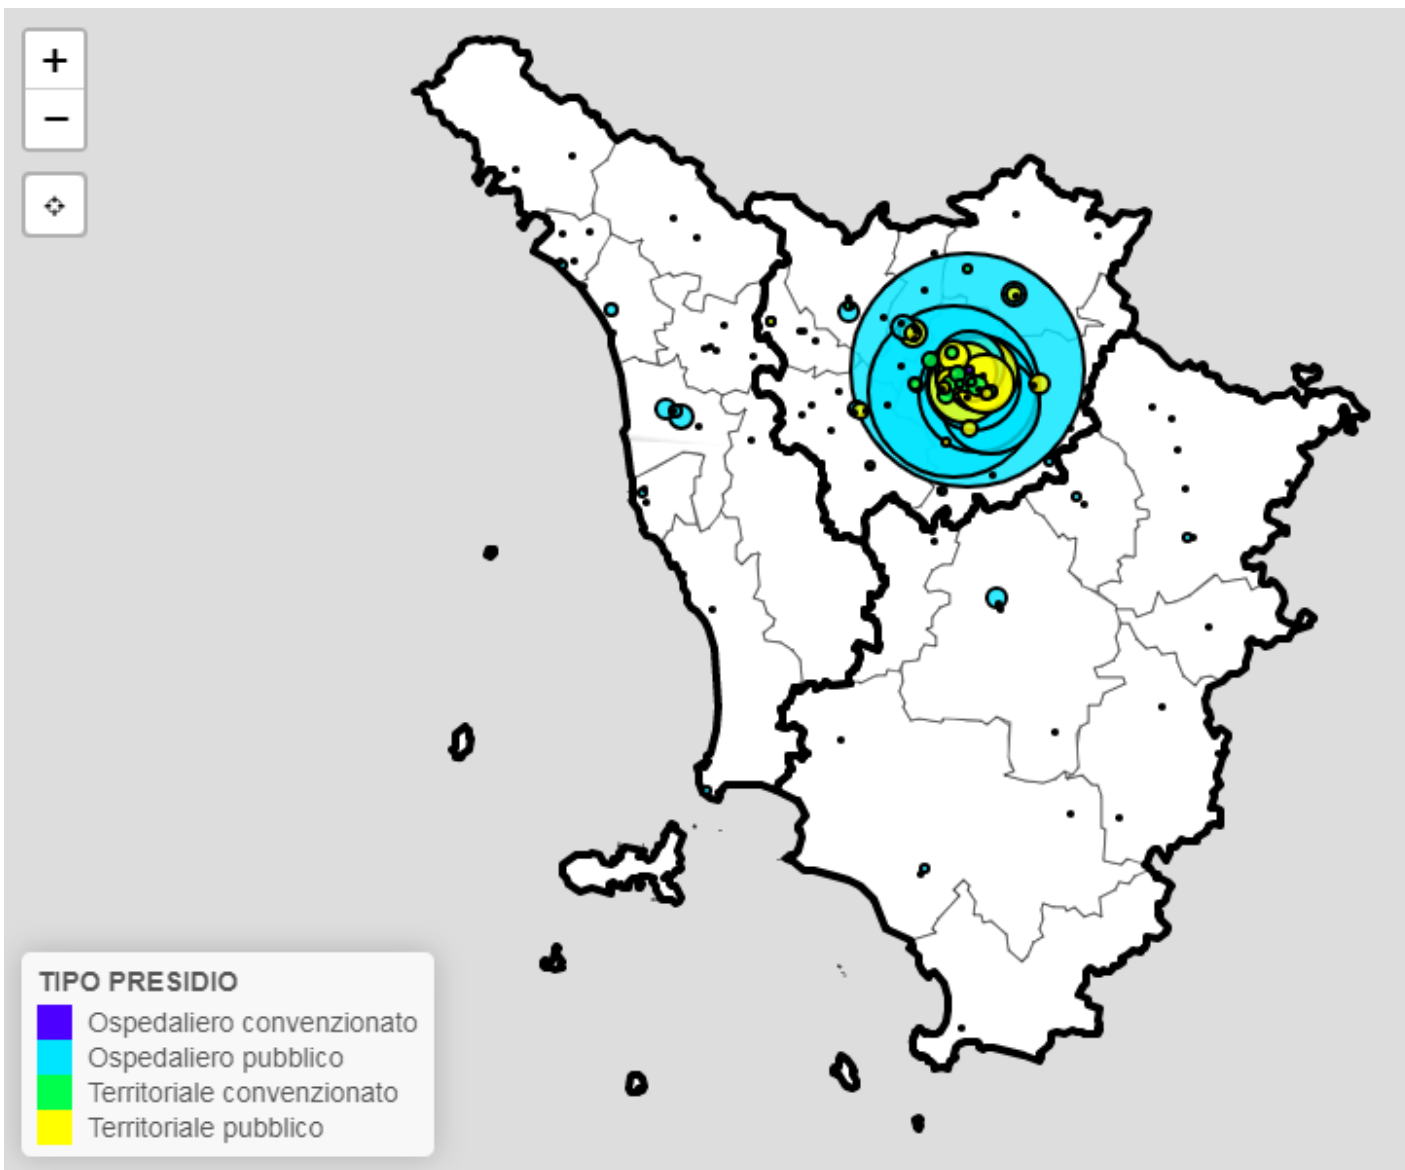 +
−
TIPO PRESIDIO
Ospedaliero convenzionato
Ospedaliero pubblico
Territoriale convenzionato
Territoriale pubblico